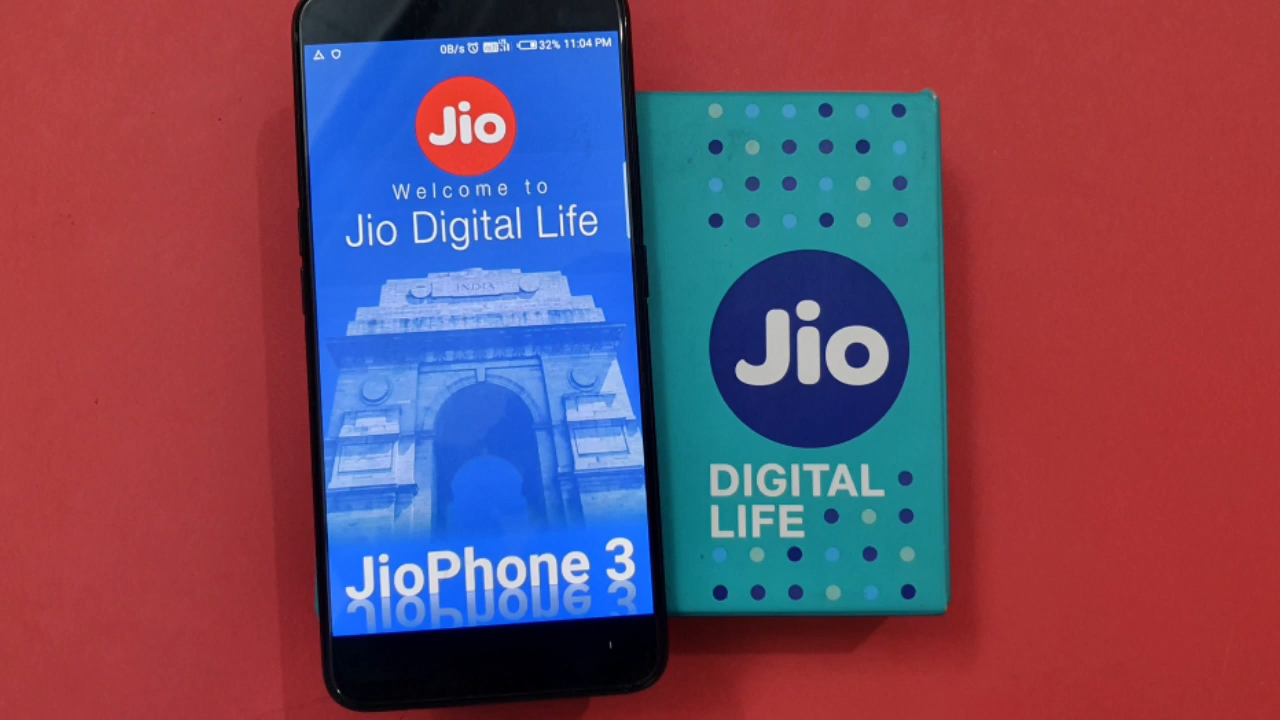 0B/s 32% 11:04 PM
Jio
Welcome to
Jio Digital Life
INDIA
JioPhone 3
Jio
DIGITAL
LIFE